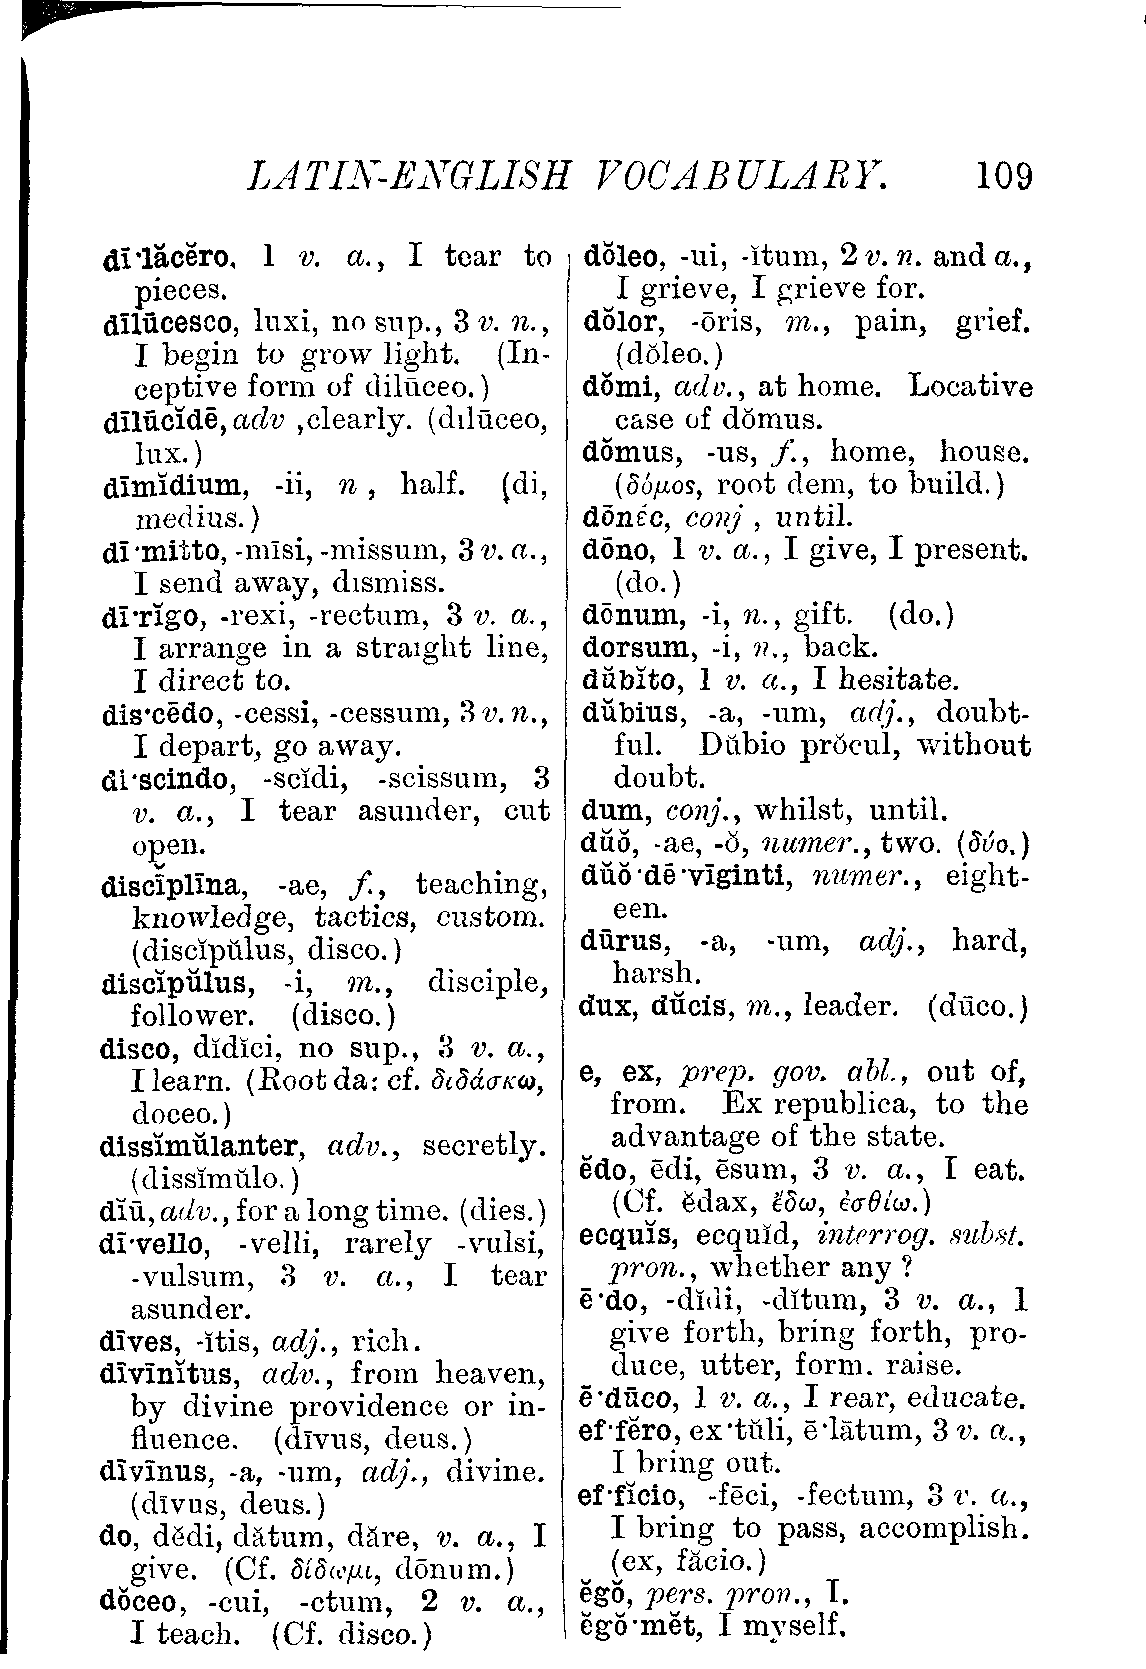 LATIN-ENGLISH VOCABULARY. 109
dī·lăcĕro, 1 v. a., I tear to
pieces.
dīlūcesco, luxi, no sup., 3 v. n.,
I begin to grow light. (In-
ceptive form of dilūceo.)
dīlūcĭdē, adv ,clearly. (dılūceo,
lux.)
dīmĭdium, -ii, n , half. (di,
medius.)
dī·mitto, -mīsi, -missum, 3 v. a.,
I send away, dısmiss.
dī·rĭgo, -rexi, -rectum, 3 v. a.,
I arrange in a straıght line,
I direct to.
dis·cēdo, -cessi, -cessum, 3 v. n.,
I depart, go away.
di·scindo, -scĭdi, -scissum, 3
v. a., I tear asunder, cut
open.
discĭplīna, -ae, f., teaching,
knowledge, tactics, custom.
(discĭpŭlus, disco.)
discĭpŭlus, -i, m., disciple,
follower. (disco.)
disco, dĭdĭci, no sup., 3 v. a.,
I learn. (Root da: cf. διδάσκω,
doceo.)
dissĭmŭlanter, adv., secretly.
(dissĭmŭlo.)
dĭū, adv., for a long time. (dies.)
dī·vello, -velli, rarely -vulsi,
-vulsum, 3 v. a., I tear
asunder.
dīves, -ĭtis, adj., rich.
dīvīnĭtus, adv., from heaven,
by divine providence or in-
fluence. (dīvus, deus.)
dīvīnus, -a, -um, adj., divine.
(dīvus, deus.)
do, dĕdi, dătum, dăre, v. a., I
give. (Cf. δίδωμι, dōnum.)
dŏceo, -cui, -ctum, 2 v. a.,
I teach. (Cf. disco.)
dŏleo, -ui, -ĭtum, 2 v. n. and a.,
I grieve, I grieve for.
dŏlor, -ōris, m., pain, grief.
(dŏleo.)
dŏmi, adv., at home. Locative
case of dŏmus.
dŏmus, -us, f., home, house.
(δόμος, root dem, to build.)
dōnĕc, conj , until.
dōno, 1 v. a., I give, I present.
(do.)
dōnum, -i, n., gift. (do.)
dorsum, -i, n., back.
dŭbĭto, 1 v. a., I hesitate.
dŭbius, -a, -um, adj., doubt-
ful. Dŭbio prŏcul, without
doubt.
dum, conj., whilst, until.
dŭŏ, -ae, -ŏ, numer., two. (δύο.)
dŭŏ·dē·vīginti, numer., eight-
een.
dūrus, -a, -um, adj., hard,
harsh.
dux, dŭcis, m., leader. (dūco.)
e, ex, prep. gov. abl., out of,
from. Ex republica, to the
advantage of the state.
ĕdo, ēdi, ēsum, 3 v. a., I eat.
(Cf. ĕdax, ἔδω, ἐσθίω.)
ecquĭs, ecquĭd, interrog. subst.
pron., whether any ?
ē·do, -dĭdi, -dĭtum, 3 v. a., I
give forth, bring forth, pro-
duce, utter, form. raise.
ē·dŭco, 1 v. a., I rear, educate.
ef·fĕro, ex·tŭli, ē·lātum, 3 v. a.,
I bring out.
ef·fĭcio, -fēci, -fectum, 3 v. a.,
I bring to pass, accomplish.
(ex, făcio.)
ĕgŏ, pers. pron., I.
ĕgŏ·mĕt, I myself.